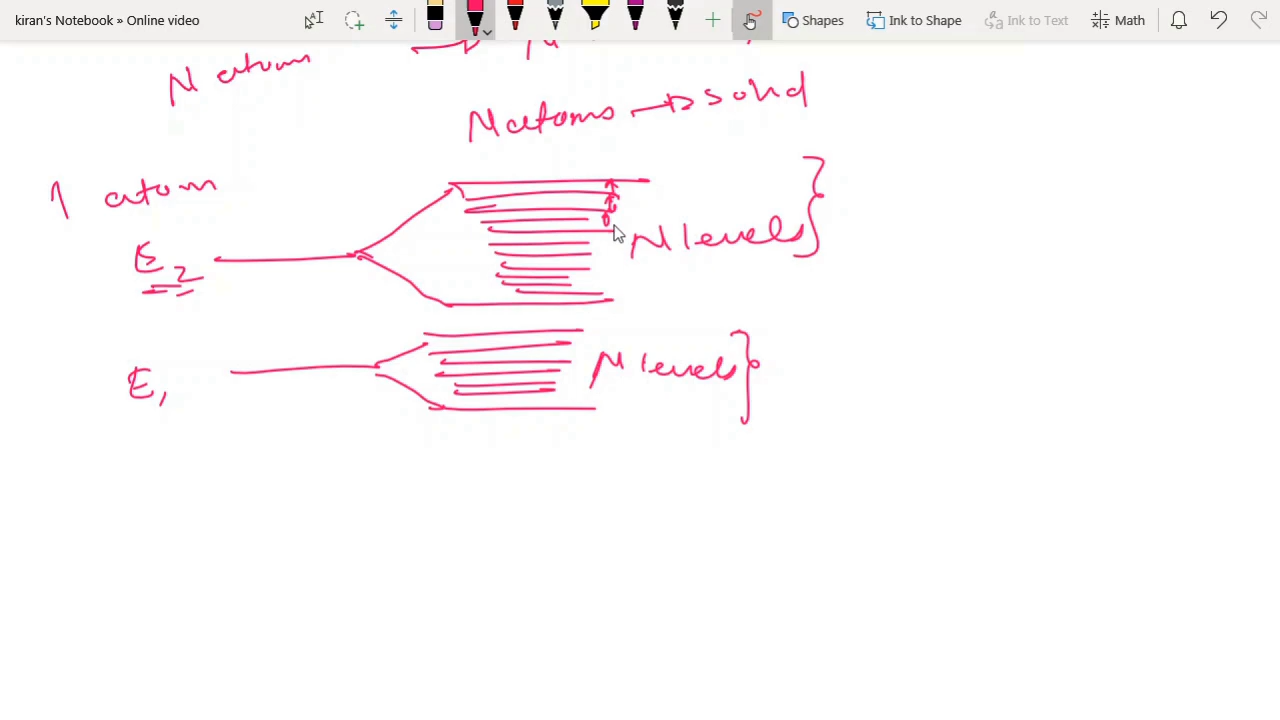 kiran's Notebook » Online video
Shapes
Ink to Shape
Ink to Text
Math
N atom
N atoms → solid
1 atom
E2
N levels
E1
N levels